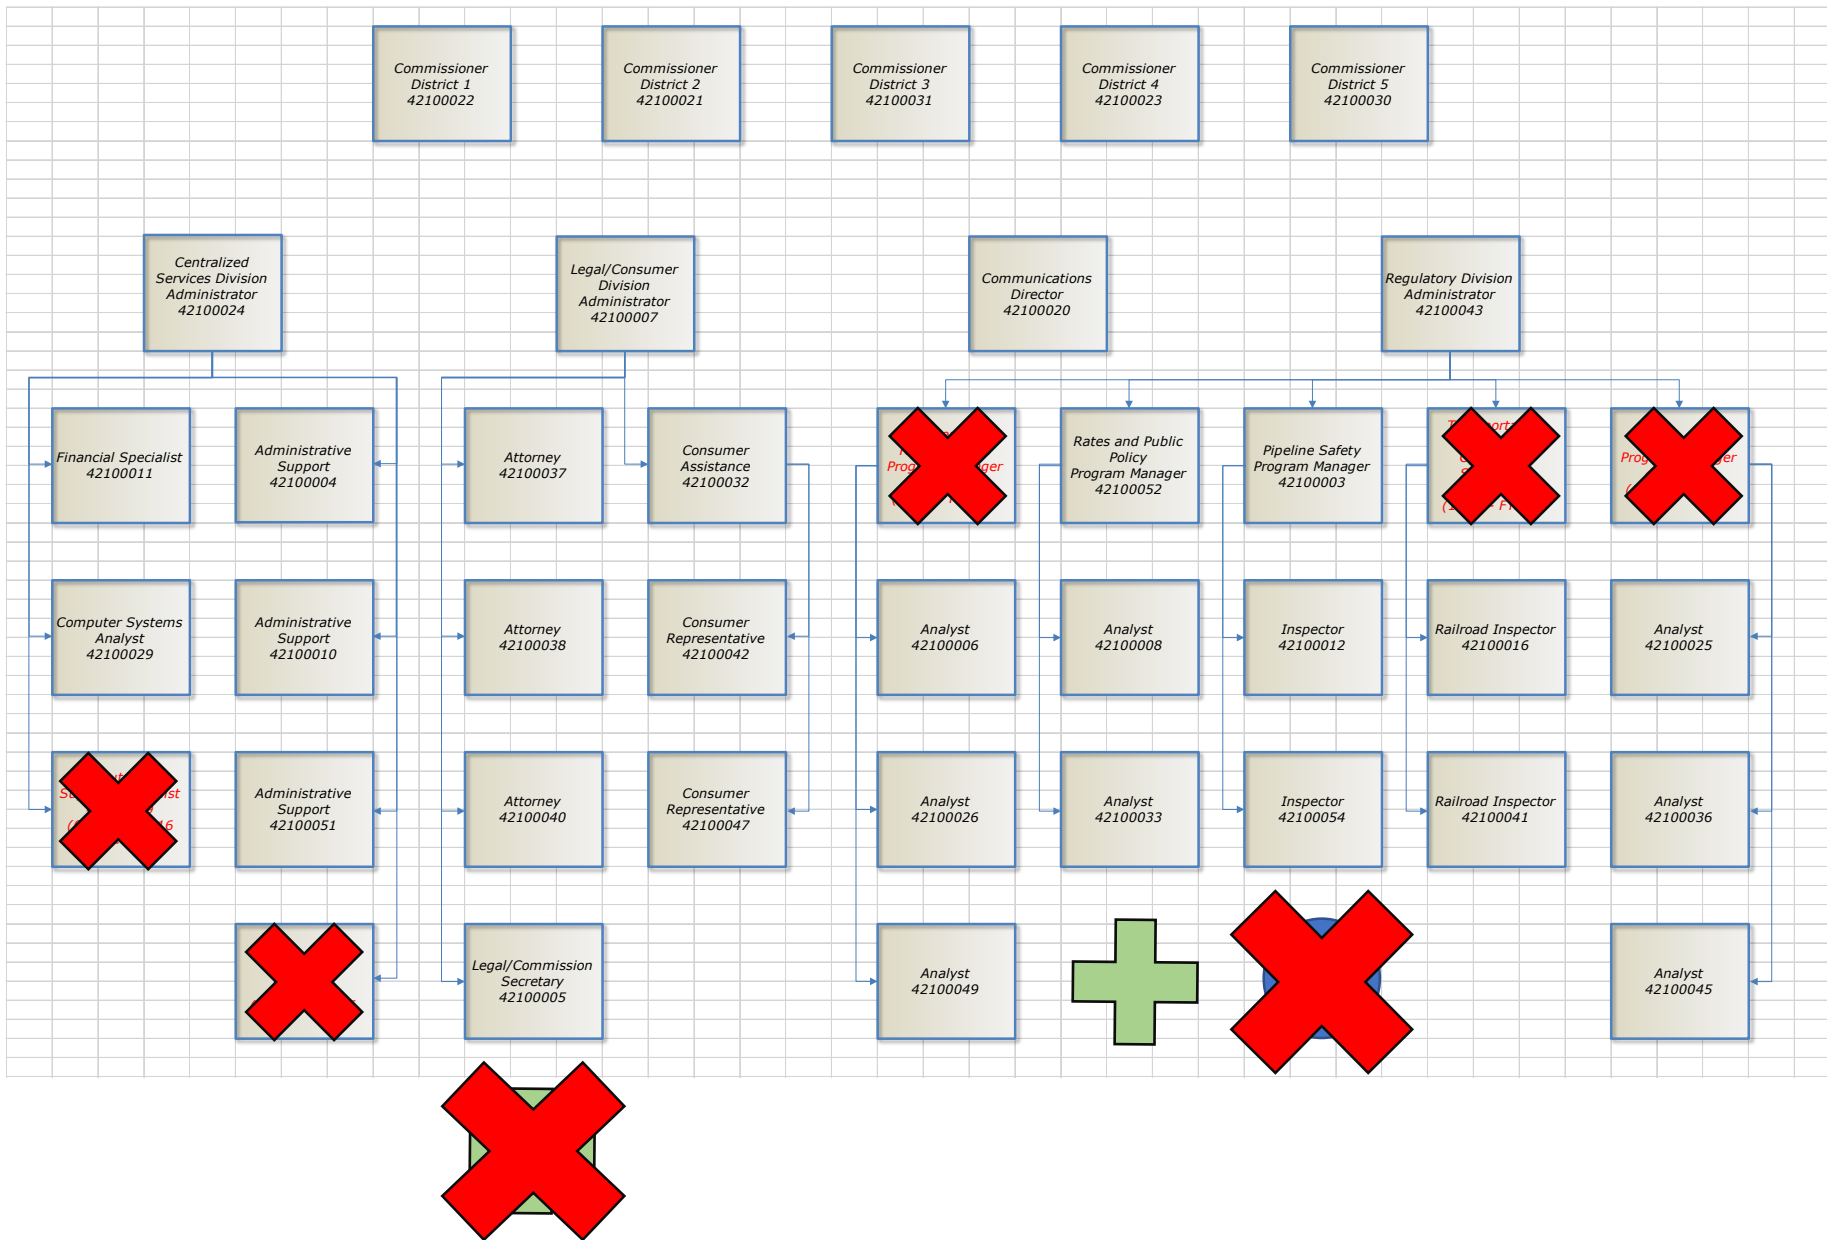 Commissioner
District 1
42100022
Commissioner
District 2
42100021
Commissioner
District 3
42100031
Commissioner
District 4
42100023
Commissioner
District 5
42100030
Centralized
Services Division
Administrator
42100024
Legal/Consumer
Division
Administrator
42100007
Communications
Director
42100020
Regulatory Division
Administrator
42100043
Financial Specialist
42100011
Administrative
Support
42100004
Attorney
42100037
Consumer
Assistance
42100032
Rates and Public
Policy
Program Manager
42100052
Pipeline Safety
Program Manager
42100003
Computer Systems
Analyst
42100029
Administrative
Support
42100010
Attorney
42100038
Consumer
Representative
42100042
Analyst
42100006
Analyst
42100008
Inspector
42100012
Railroad Inspector
42100016
Analyst
42100025
Administrative
Support
42100051
Attorney
42100040
Consumer
Representative
42100047
Analyst
42100026
Analyst
42100033
Inspector
42100054
Railroad Inspector
42100041
Analyst
42100036
Legal/Commission
Secretary
42100005
Analyst
42100049
Analyst
42100045